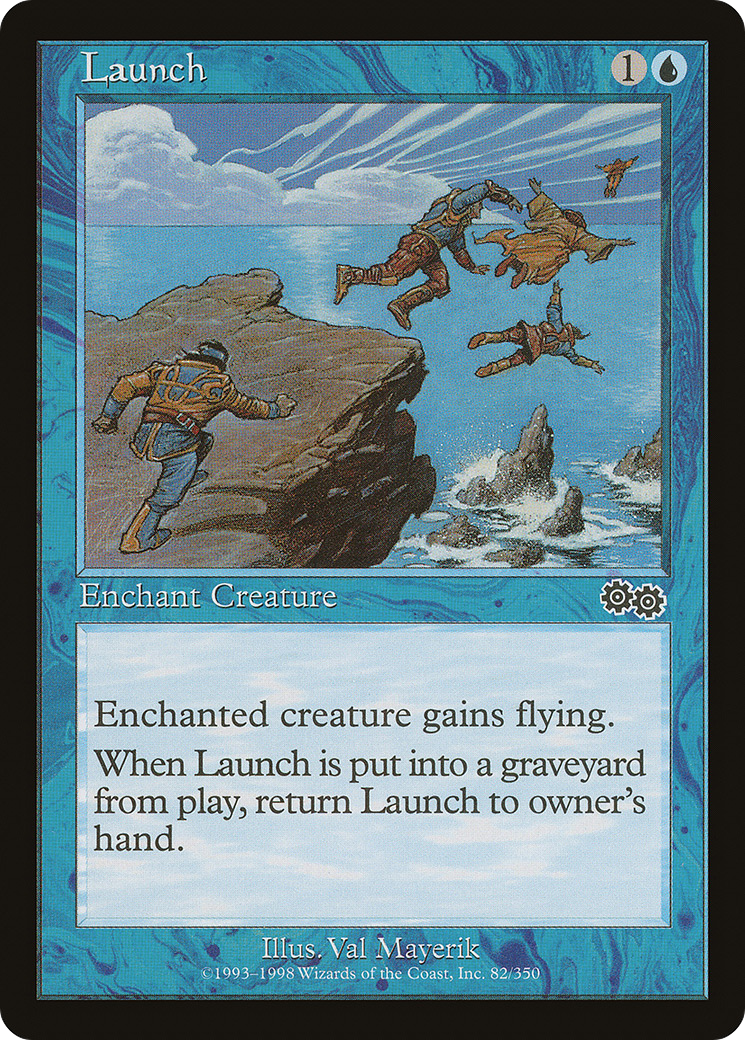 Launch 1
Enchant Creature
Enchanted creature gains flying.
When Launch is put into a graveyard
from play, return Launch to owner's
hand.
Illus. Val Mayerik
©1993–1998 Wizards of the Coast, Inc. 82/350